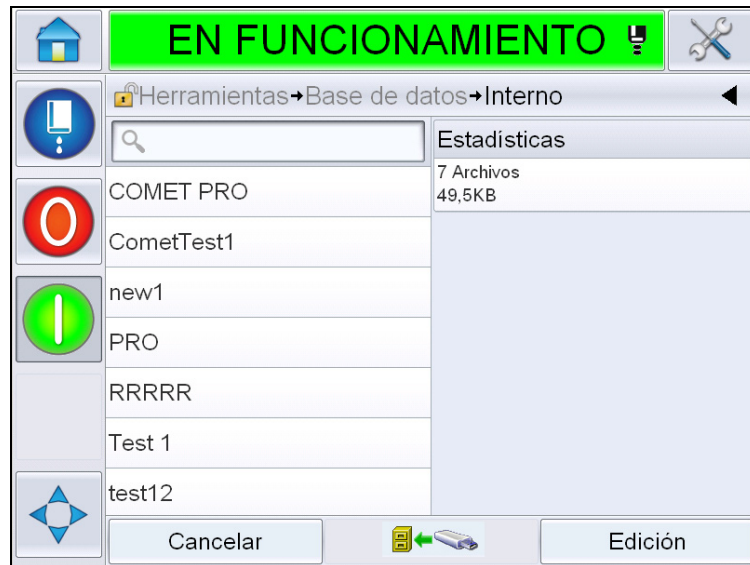 EN FUNCIONAMIENTO
Herramientas→Base de datos→Interno
Estadísticas
7 Archivos
49,5KB
COMET PRO
CometTest1
new1
PRO
RRRRR
Test 1
test12
Cancelar
Edición